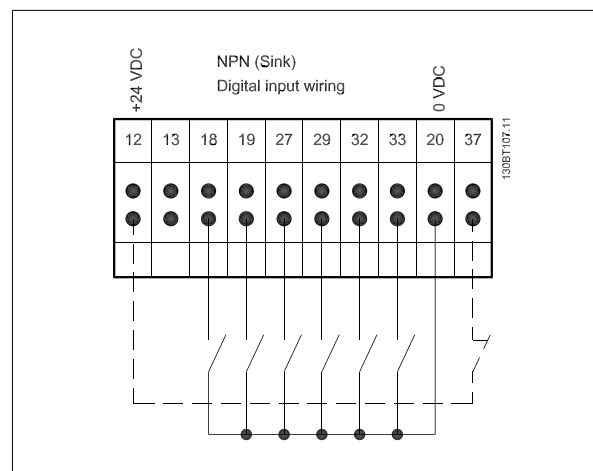 NPN (Sink)
Digital input wiring
+24 VDC
0 VDC
12 13 18 19 27 29 32 33 20 37
130BT107.11